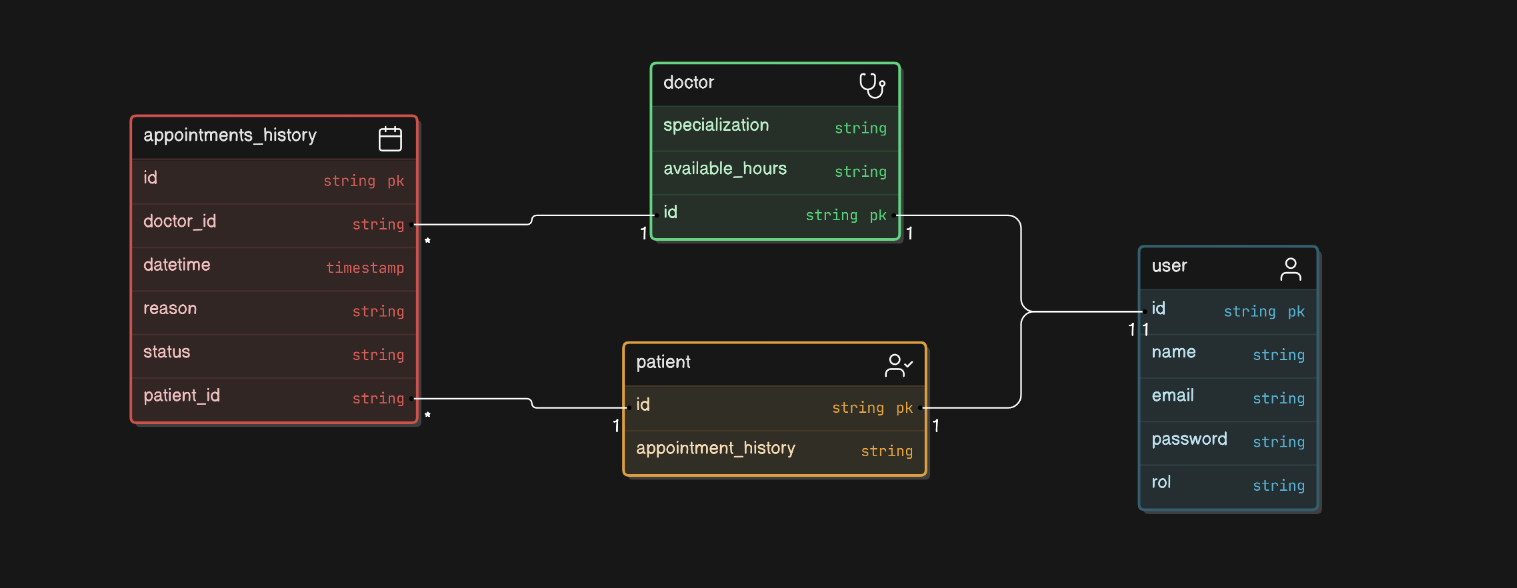 appointments_history
id string pk
doctor_id string
datetime timestamp
reason string
status string
patient_id string
*
*
doctor
specialization string
available_hours string
id string pk
1
1
patient
id string pk
appointment_history string
1
1
user
id string pk
1 1
name string
email string
password string
rol string